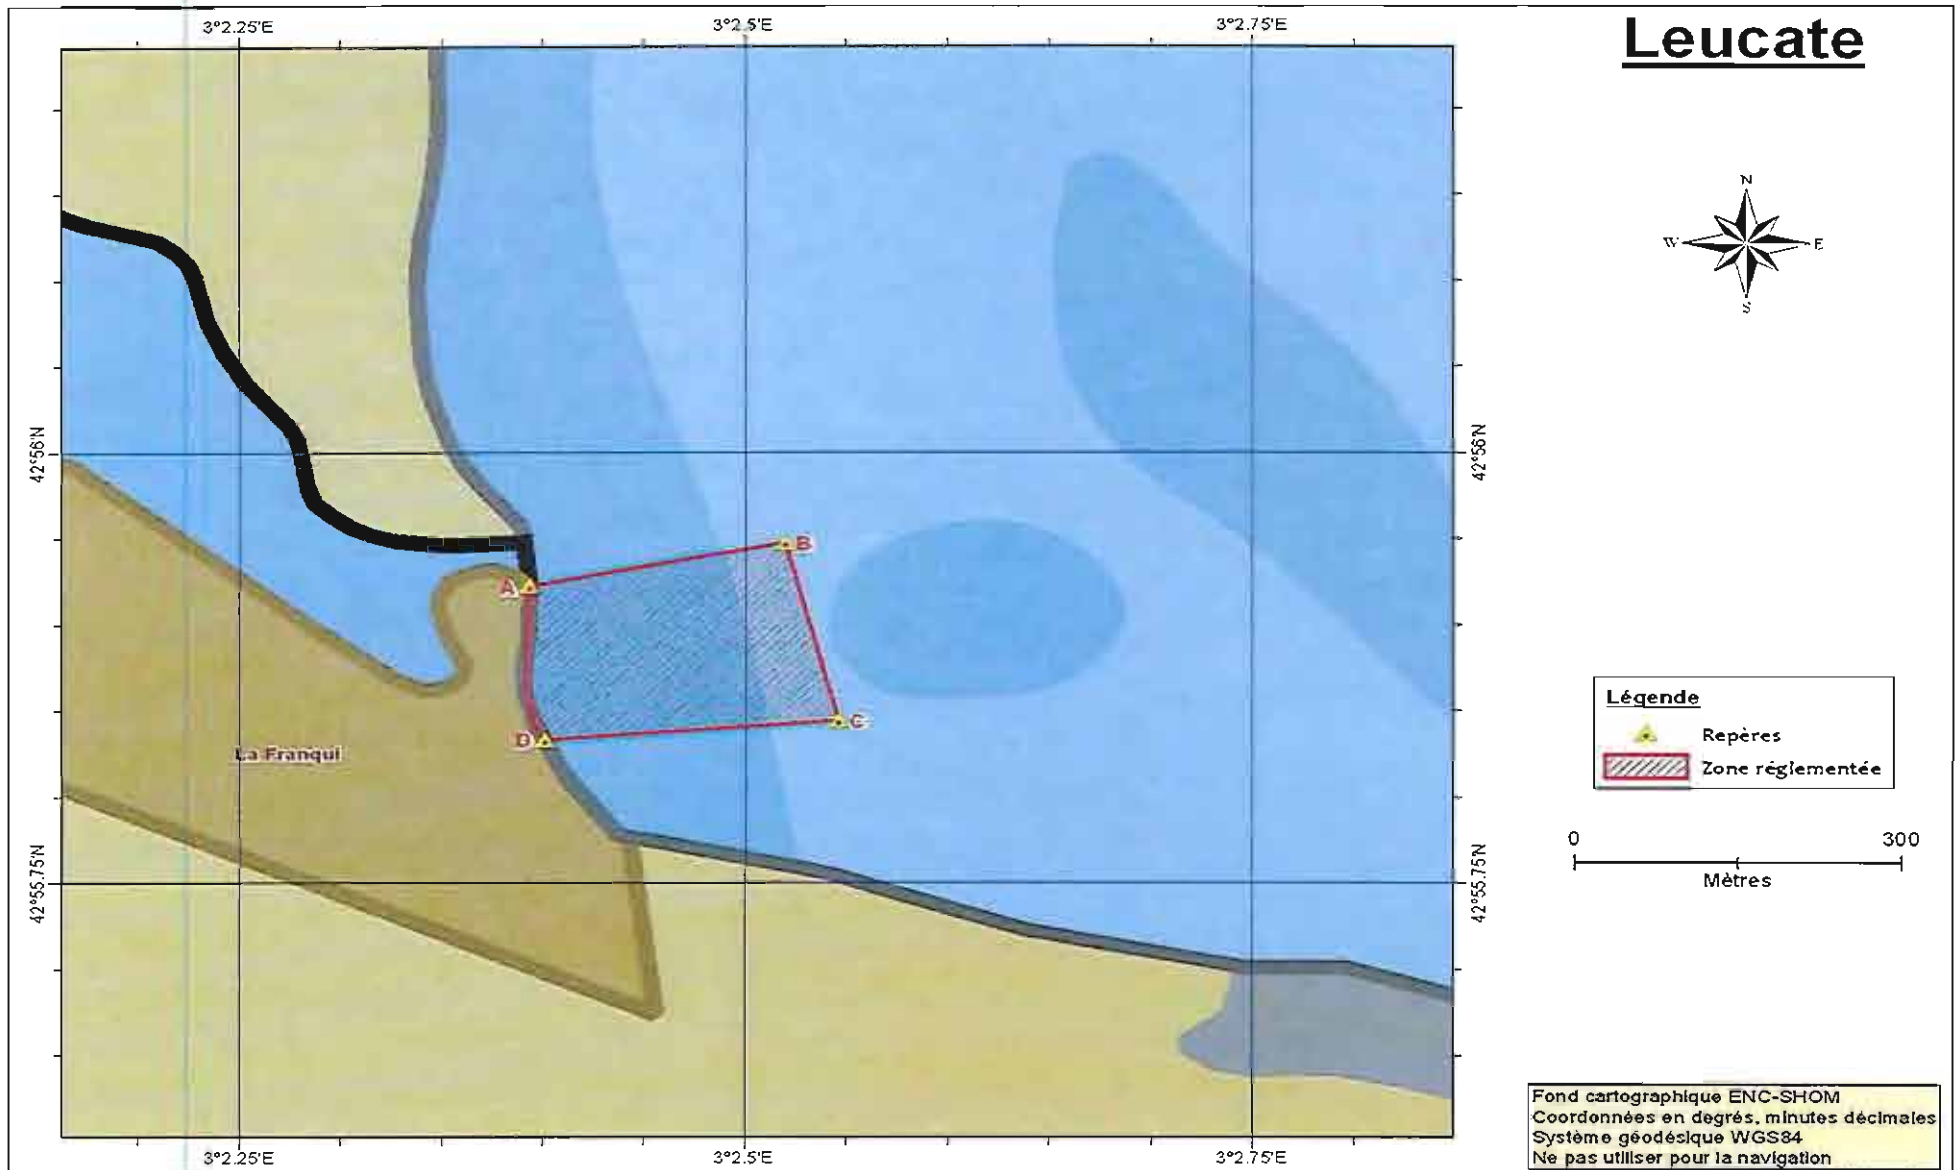 3°2.25'E
3°2.5'E
3°2.75'E
Leucate
N
W
E
S
42°56'N
42°56'N
B
A
C
D
La Franqui
Légende
Repères
Zone réglementée
0
300
Mètres
42°55.75'N
42°55.75'N
Fond cartographique ENC-SHOM
Coordonnées en degrés, minutes décimales
Système géodésique WGS84
Ne pas utiliser pour la navigation
3°2.25'E
3°2.5'E
3°2.75'E